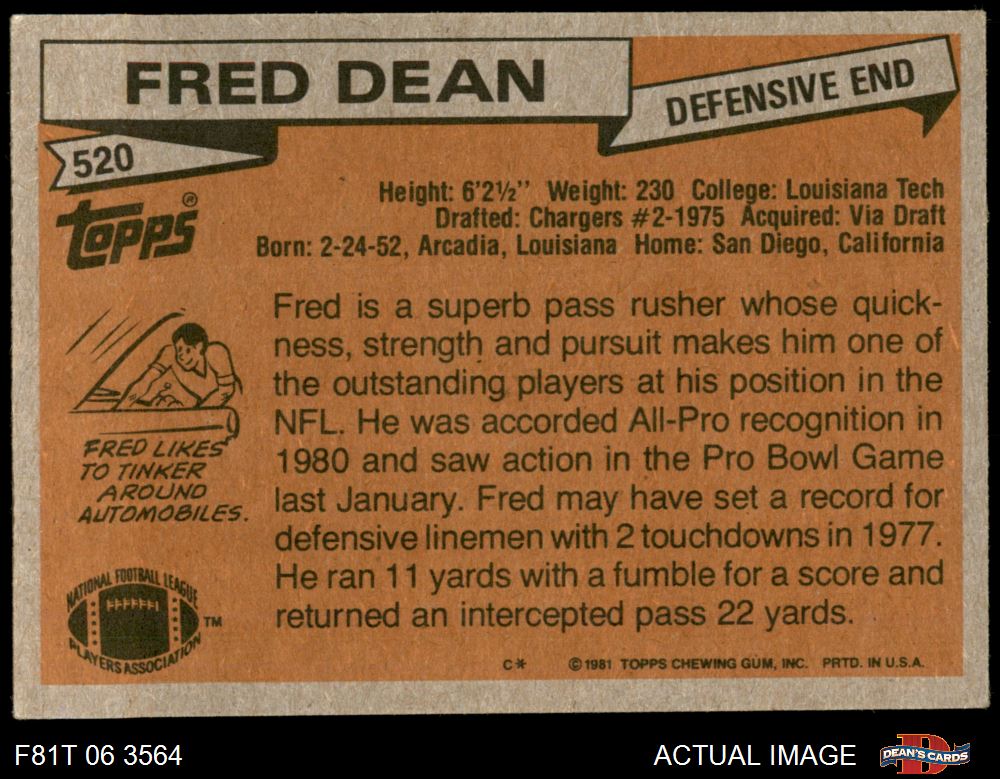 FRED DEAN
DEFENSIVE END
520
TOPPS®
Height: 6'2½" Weight: 230 College: Louisiana Tech
Drafted: Chargers #2-1975 Acquired: Via Draft
Born: 2-24-52, Arcadia, Louisiana Home: San Diego, California
Fred is a superb pass rusher whose quick-
ness, strength and pursuit makes him one of
the outstanding players at his position in the
NFL. He was accorded All-Pro recognition in
1980 and saw action in the Pro Bowl Game
last January. Fred may have set a record for
defensive linemen with 2 touchdowns in 1977.
He ran 11 yards with a fumble for a score and
returned an intercepted pass 22 yards.
FRED LIKES
TO TINKER
AROUND
AUTOMOBILES.
NATIONAL FOOTBALL LEAGUE
PLAYERS ASSOCIATION
TM
C* ©1981 TOPPS CHEWING GUM, INC. PRTD. IN U.S.A.
F81T 06 3564
ACTUAL IMAGE
D
DEAN'S CARDS